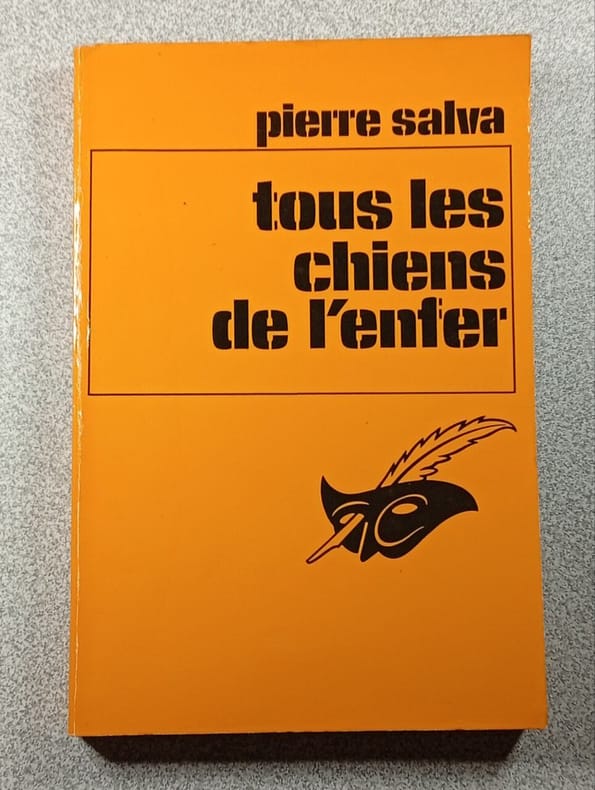 pierre salva
tous les
chiens
de l'enfer